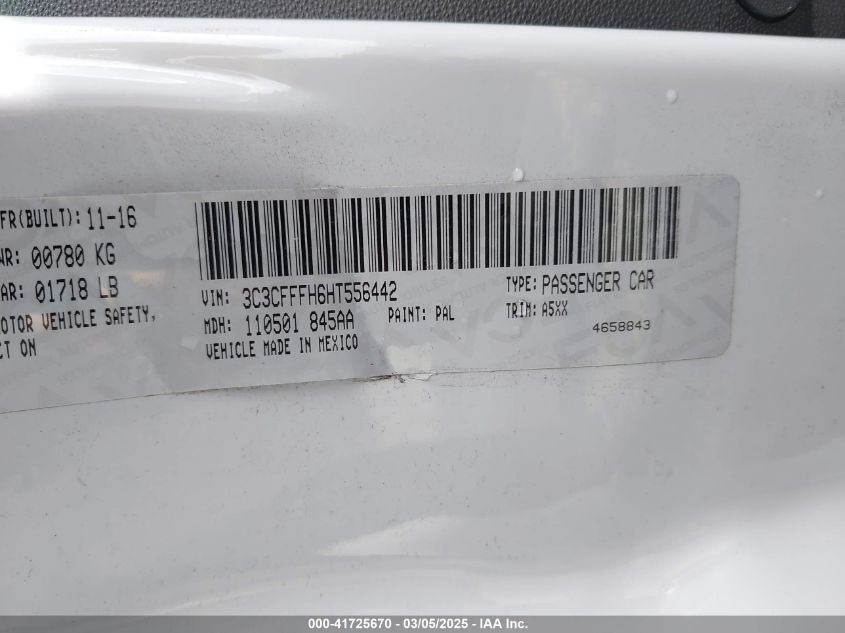 FR(BUILT): 11-16
WR: 00780 KG
AR: 01718 LB
OTOR VEHICLE SAFETY,
CT ON
VIN: 3C3CFFFH6HT556442
TYPE: PASSENGER CAR
MDH: 110501 845AA PAINT: PAL
TRIM: A5XX
VEHICLE MADE IN MEXICO
4658843
000-41725670 - 03/05/2025 - IAA Inc.